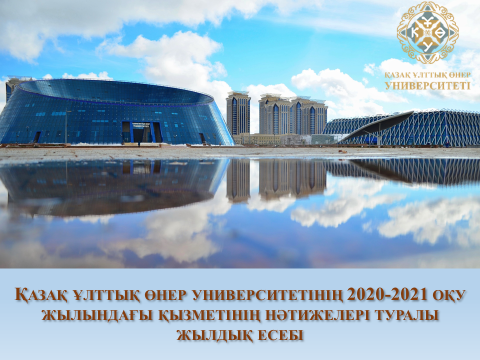 ҚАЗАҚ ҰЛТТЫҚ ӨНЕР
УНИВЕРСИТЕТІ
ҚАЗАҚ ҰЛТТЫҚ ӨНЕР УНИВЕРСИТЕТІНІҢ 2020-2021 ОҚУ
ЖЫЛЫНДАҒЫ ҚЫЗМЕТІНІҢ НӘТИЖЕЛЕРІ ТУРАЛЫ
ЖЫЛДЫҚ ЕСЕБІ